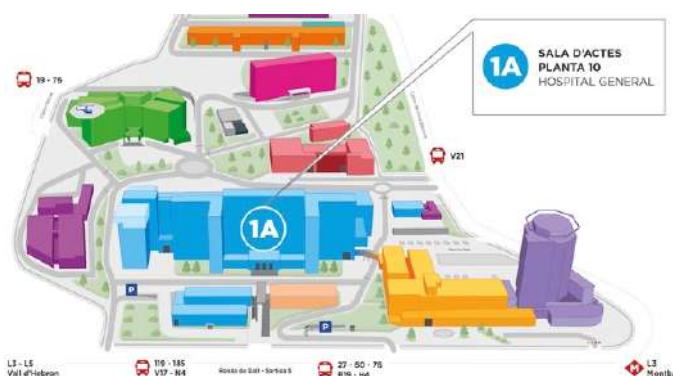 1A
SALA D'ACTES
PLANTA 10
HOSPITAL GENERAL
19 - 76
V21
1A
P
P
L3 - L5
Vall d'Hebron
119 - 185
V17 - N4
Ronda de Dalt - Sortida 5
27 - 60 - 76
M
L3